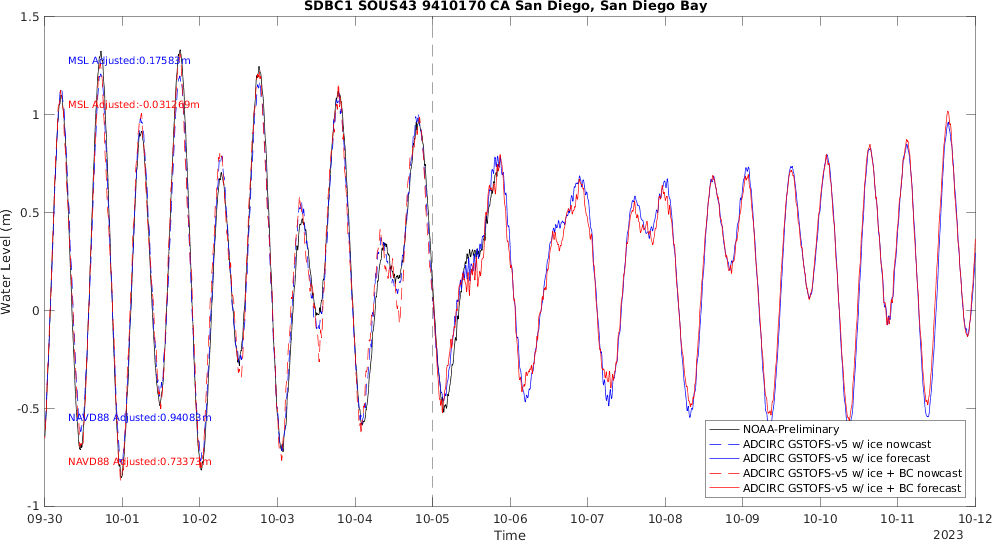 SDBC1 SOUS43 9410170 CA San Diego, San Diego Bay
1.5
1
0.5
0
-0.5
-1
Water Level (m)
MSL Adjusted:0.17583m
MSL Adjusted:-0.031269m
NAVD88 Adjusted:0.94083m
NAVD88 Adjusted:0.73373m
NOAA-Preliminary
ADCIRC GSTOFS-v5 w/ ice nowcast
ADCIRC GSTOFS-v5 w/ ice forecast
ADCIRC GSTOFS-v5 w/ ice + BC nowcast
ADCIRC GSTOFS-v5 w/ ice + BC forecast
09-30 10-01 10-02 10-03 10-04 10-05 10-06 10-07 10-08 10-09 10-10 10-11 10-12
Time
2023